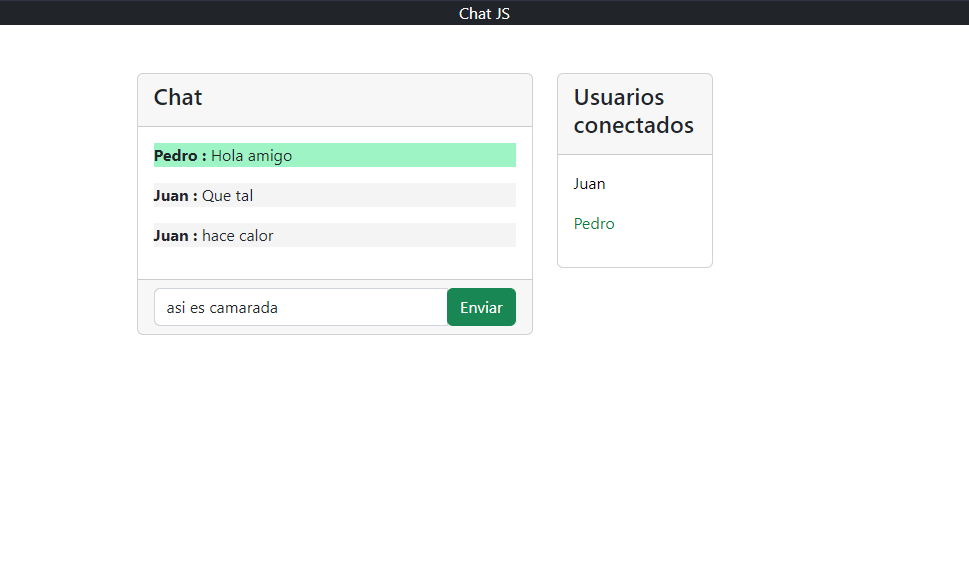 Chat JS
Chat
Pedro : Hola amigo
Juan : Que tal
Juan : hace calor
asi es camarada
Enviar
Usuarios
conectados
Juan
Pedro